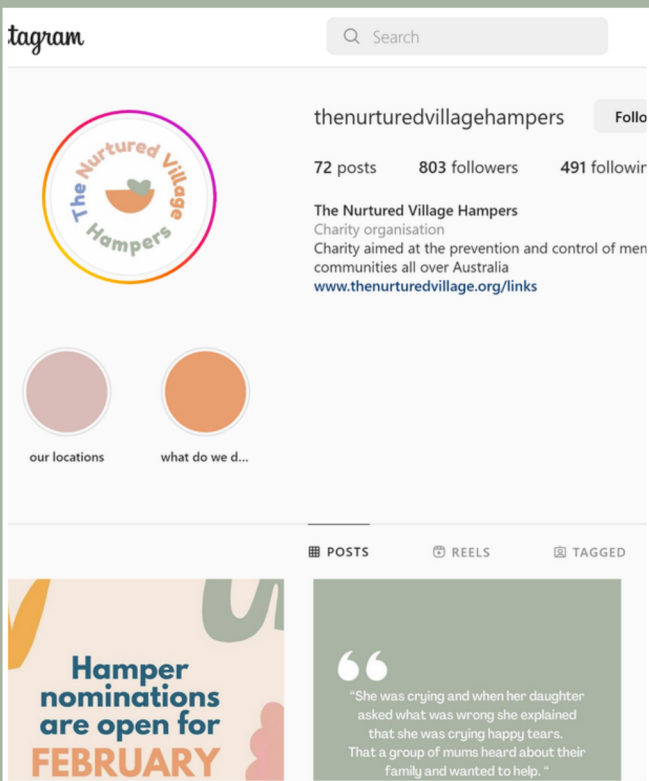 tagram
Search
thenurturedvillagehampers
Follo
72 posts 803 followers 491 followin
The Nurtured Village Hampers
The Nurtured Village Hampers
Charity organisation
Charity aimed at the prevention and control of men
communities all over Australia
www.thenurturedvillage.org/links
our locations
what do we d...
POSTS
REELS
TAGGED
Hamper
nominations
are open for
FEBRUARY
“She was crying and when her daughter
asked what was wrong she explained
that she was crying happy tears.
That a group of mums heard about their
family and wanted to help. “